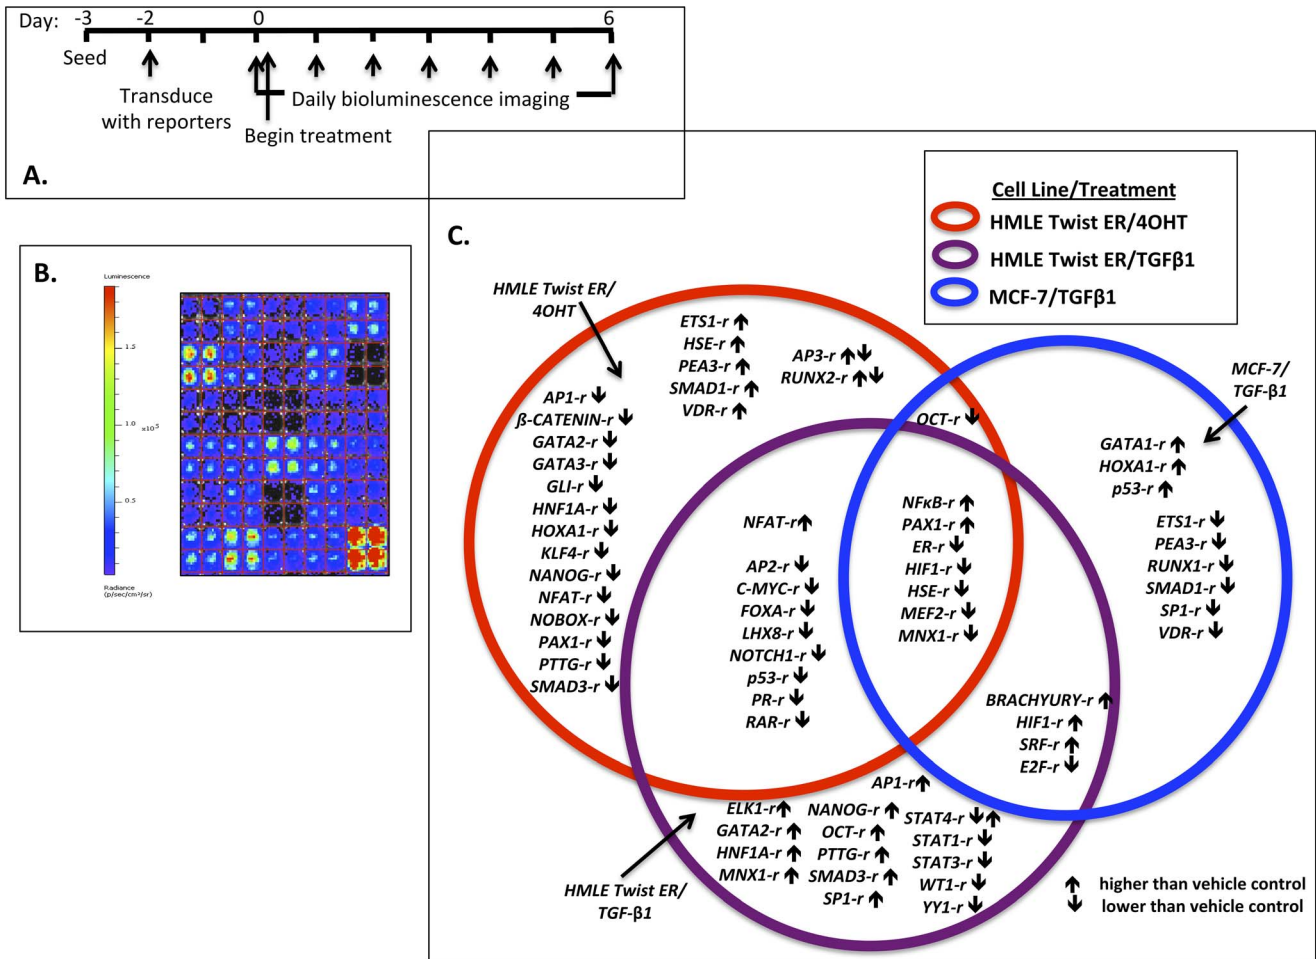 Day: -3 -2 0 6
Seed
Transduce
with reporters
Daily bioluminescence imaging
Begin treatment
A.
B.
Luminescence
1.5
1.0
x10⁵
0.5
Radiance
(p/sec/cm²/sr)
C.
Cell Line/Treatment
HMLE Twist ER/4OHT
HMLE Twist ER/TGFβ1
MCF-7/TGFβ1
HMLE Twist ER/
4OHT
ETS1-r ↑
HSE-r ↑
PEA3-r ↑
SMAD1-r ↑
VDR-r ↑
AP3-r ↑↓
RUNX2-r ↑↓
AP1-r ↓
β-CATENIN-r ↓
GATA2-r ↓
GATA3-r ↓
GLI-r ↓
HNF1A-r ↓
HOXA1-r ↓
KLF4-r ↓
NANOG-r ↓
NFAT-r ↓
NOBOX-r ↓
PAX1-r ↓
PTTG-r ↓
SMAD3-r ↓
OCT-r ↓
MCF-7/
TGF-β1
GATA1-r ↑
HOXA1-r ↑
p53-r ↑
ETS1-r ↓
PEA3-r ↓
RUNX1-r ↓
SMAD1-r ↓
SP1-r ↓
VDR-r ↓
NFAT-r ↑
AP2-r ↓
C-MYC-r ↓
FOXA-r ↓
LHX8-r ↓
NOTCH1-r ↓
p53-r ↓
PR-r ↓
RAR-r ↓
NFκB-r ↑
PAX1-r ↑
ER-r ↓
HIF1-r ↓
HSE-r ↓
MEF2-r ↓
MNX1-r ↓
BRACHYURY-r ↑
HIF1-r ↑
SRF-r ↑
E2F-r ↓
AP1-r ↑
ELK1-r ↑
GATA2-r ↑
HNF1A-r ↑
MNX1-r ↑
NANOG-r ↑
OCT-r ↑
PTTG-r ↑
SMAD3-r ↑
SP1-r ↑
STAT4-r ↓↑
STAT1-r ↓
STAT3-r ↓
WT1-r ↓
YY1-r ↓
HMLE Twist ER/
TGF-β1
↑ higher than vehicle control
↓ lower than vehicle control